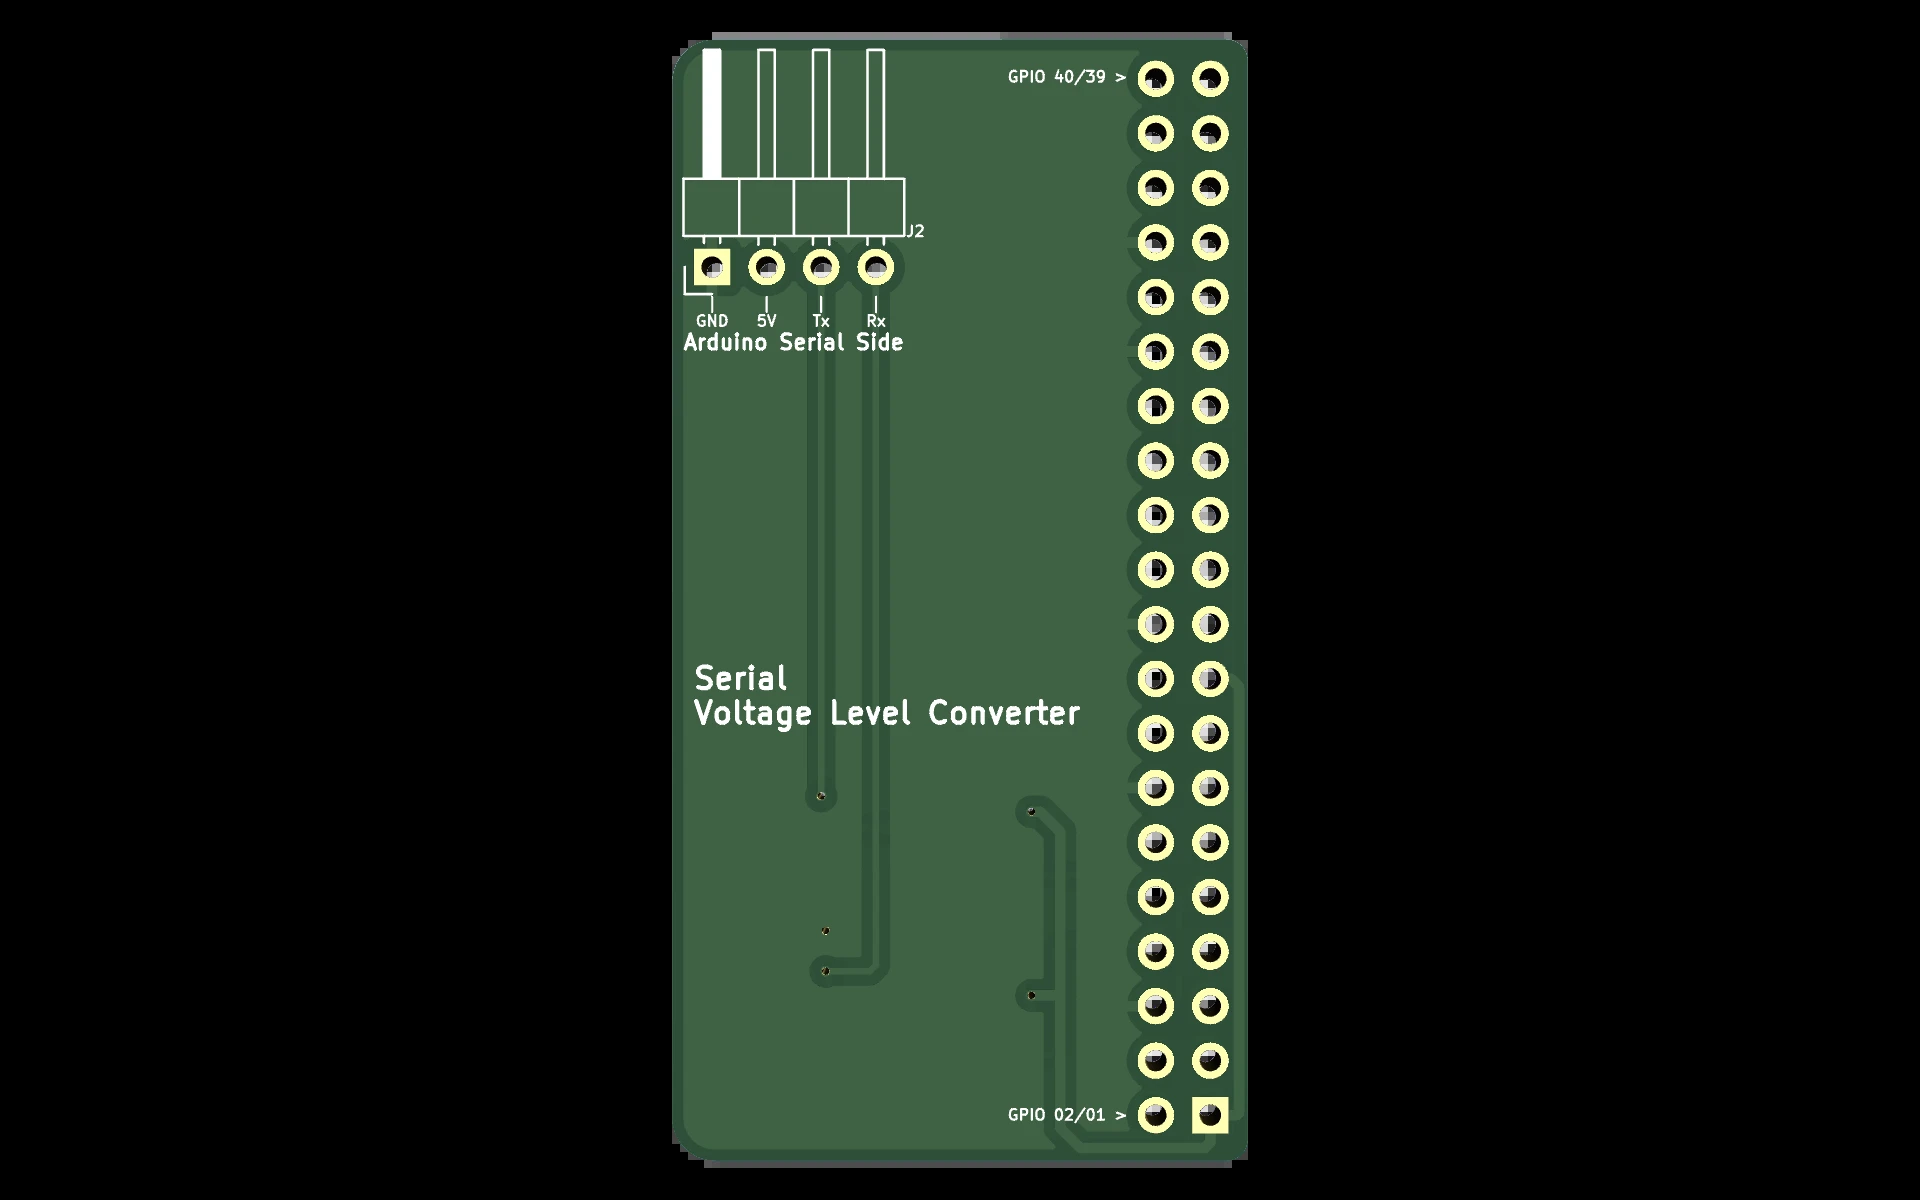 GPIO 40/39 >
J2
GND 5V Tx Rx
Arduino Serial Side
Serial
Voltage Level Converter
GPIO 02/01 >